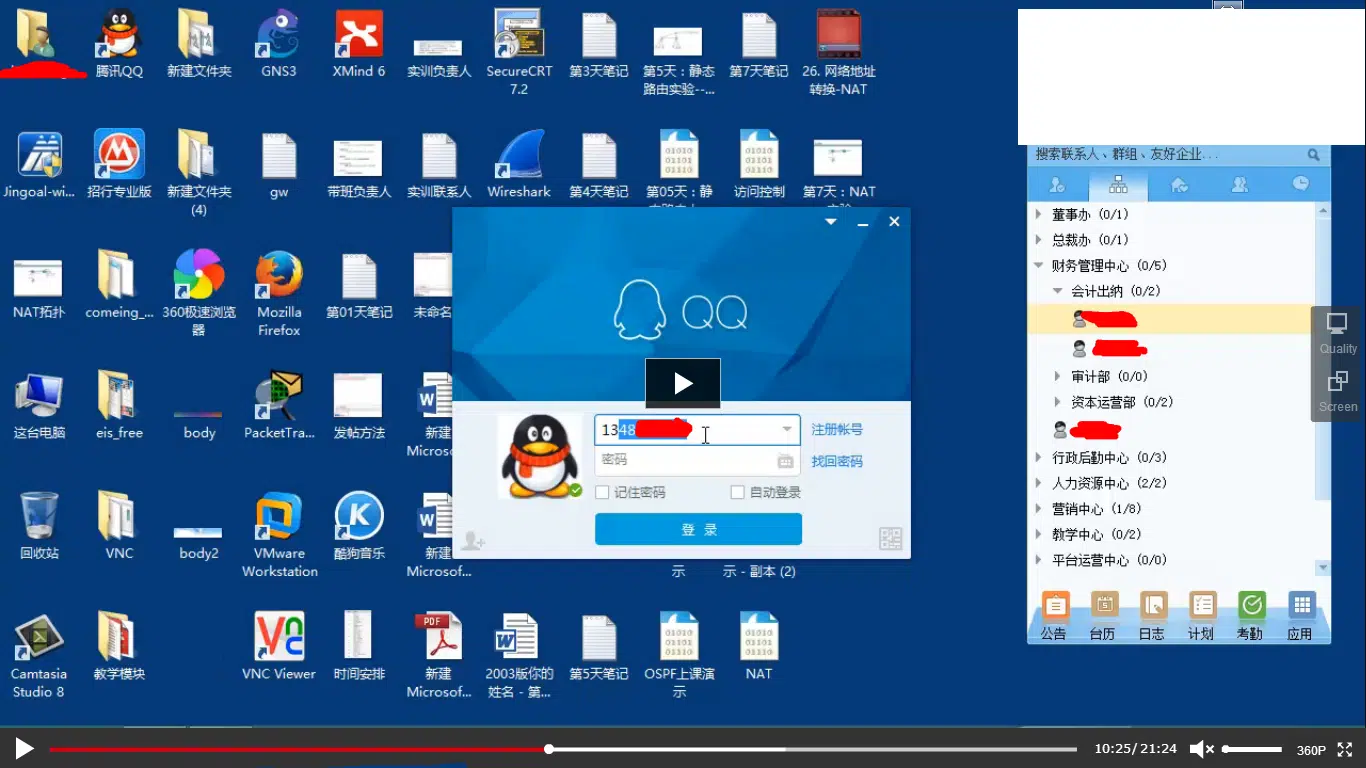 腾讯QQ
新建文件夹
GNS3
XMind 6
实训负责人
SecureCRT
7.2
第3天笔记
第5天：静态
路由实验--...
第7天笔记
26. 网络地址
转换-NAT
Jingoal-wi...
招行专业版
新建文件夹
(4)
gw
带班负责人
实训联系人
Wireshark
第4天笔记
第05天：静
访问控制
第7天：NAT
NAT拓扑
comeing_...
360极速浏览
器
Mozilla
Firefox
第01天笔记
未命名
这台电脑
eis_free
body
PacketTra...
发帖方法
新建
Microso
回收站
VNC
body2
VMware
Workstation
酷狗音乐
新建
Microsof...
示
示 - 副本 (2)
Camtasia
Studio 8
教学模块
VNC Viewer
时间安排
新建
Microsof...
2003版你的
姓名 - 第...
第5天笔记
OSPF上课演
示
NAT
QQ
1348
注册帐号
密码
找回密码
记住密码
自动登录
登 录
搜索联系人、群组、友好企业...
董事办 (0/1)
总裁办 (0/1)
财务管理中心 (0/5)
会计出纳 (0/2)
审计部 (0/0)
资本运营部 (0/2)
行政后勤中心 (0/3)
人力资源中心 (2/2)
营销中心 (1/8)
教学中心 (0/2)
平台运营中心 (0/0)
公告
台历
日志
计划
考勤
应用
Quality
Screen
10:25/21:24
360P